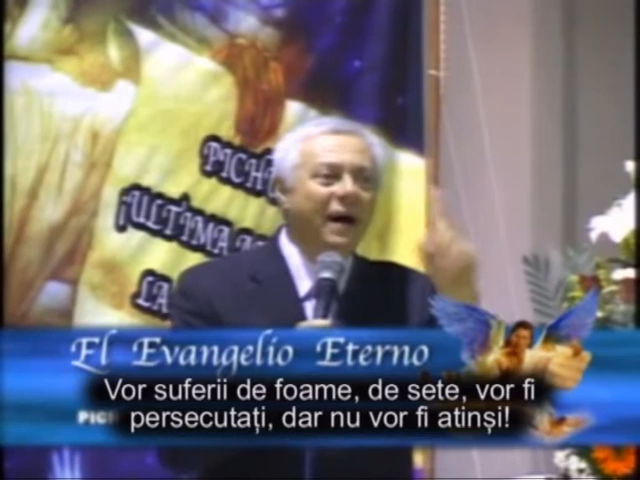 PICH
¡ULTIMA
LA
El Evangelio Eterno
Vor suferii de foame, de sete, vor fi
PICH
persecutați, dar nu vor fi atinși!